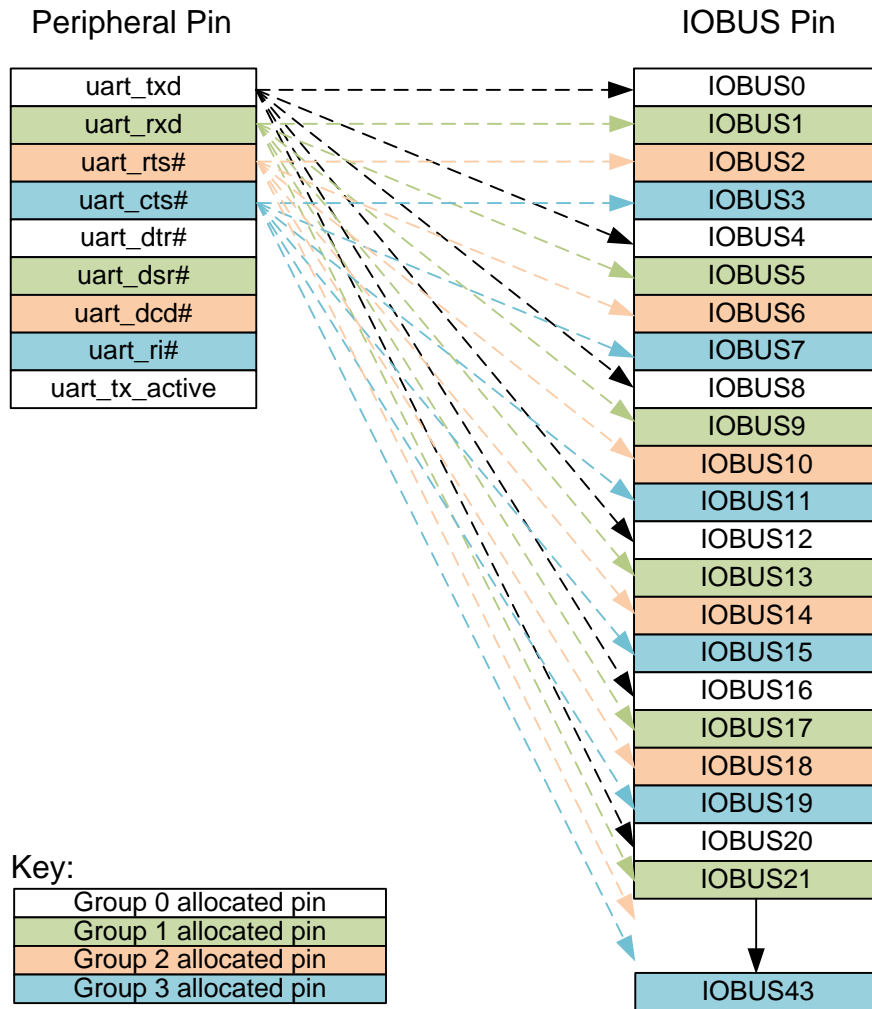 Peripheral Pin
uart_txd
uart_rxd
uart_rts#
uart_cts#
uart_dtr#
uart_dsr#
uart_dcd#
uart_ri#
uart_tx_active
IOBUS Pin
IOBUS0
IOBUS1
IOBUS2
IOBUS3
IOBUS4
IOBUS5
IOBUS6
IOBUS7
IOBUS8
IOBUS9
IOBUS10
IOBUS11
IOBUS12
IOBUS13
IOBUS14
IOBUS15
IOBUS16
IOBUS17
IOBUS18
IOBUS19
IOBUS20
IOBUS21
IOBUS43
Key:
Group 0 allocated pin
Group 1 allocated pin
Group 2 allocated pin
Group 3 allocated pin